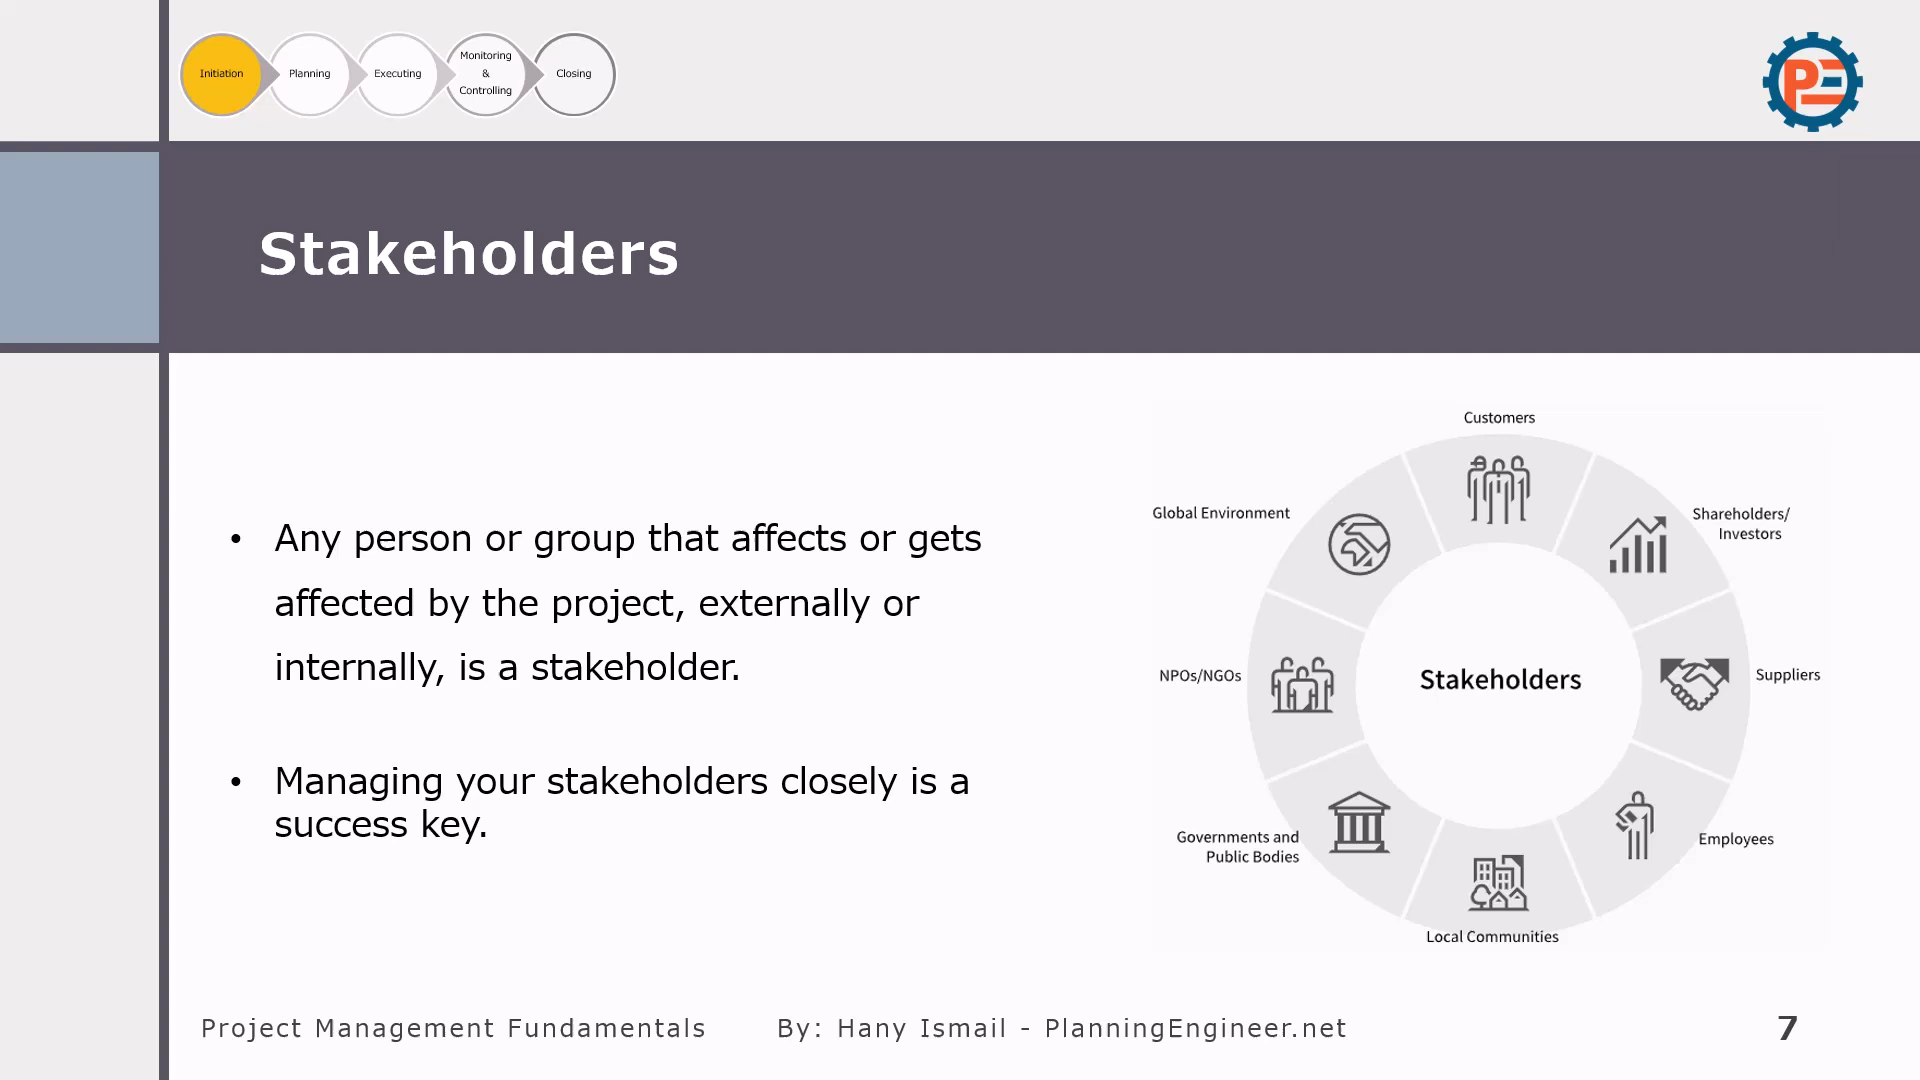 Initiation
Planning
Executing
Monitoring
&
Controlling
Closing
PE
Stakeholders
• Any person or group that affects or gets
affected by the project, externally or
internally, is a stakeholder.
• Managing your stakeholders closely is a
success key.
Customers
Global Environment
Shareholders/
Investors
NPOs/NGOs
Stakeholders
Suppliers
Governments and
Public Bodies
Employees
Local Communities
Project Management Fundamentals By: Hany Ismail - PlanningEngineer.net 7